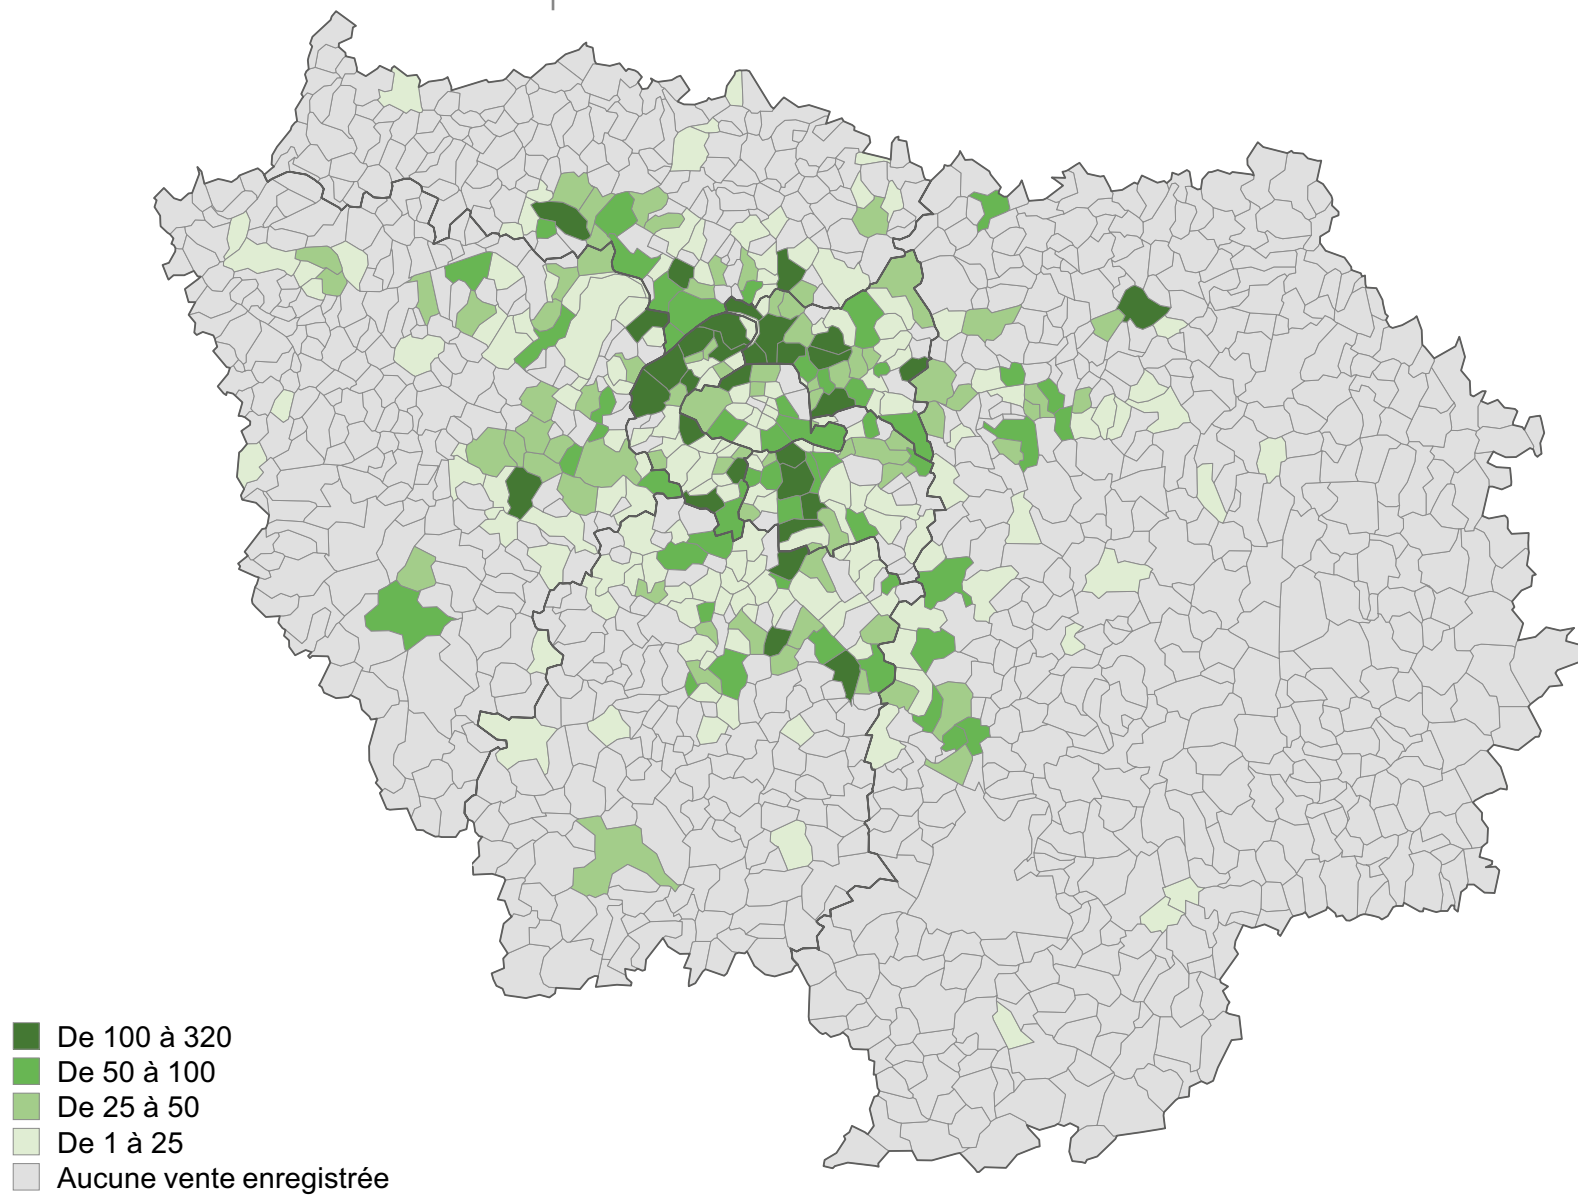 De 100 à 320
De 50 à 100
De 25 à 50
De 1 à 25
Aucune vente enregistrée